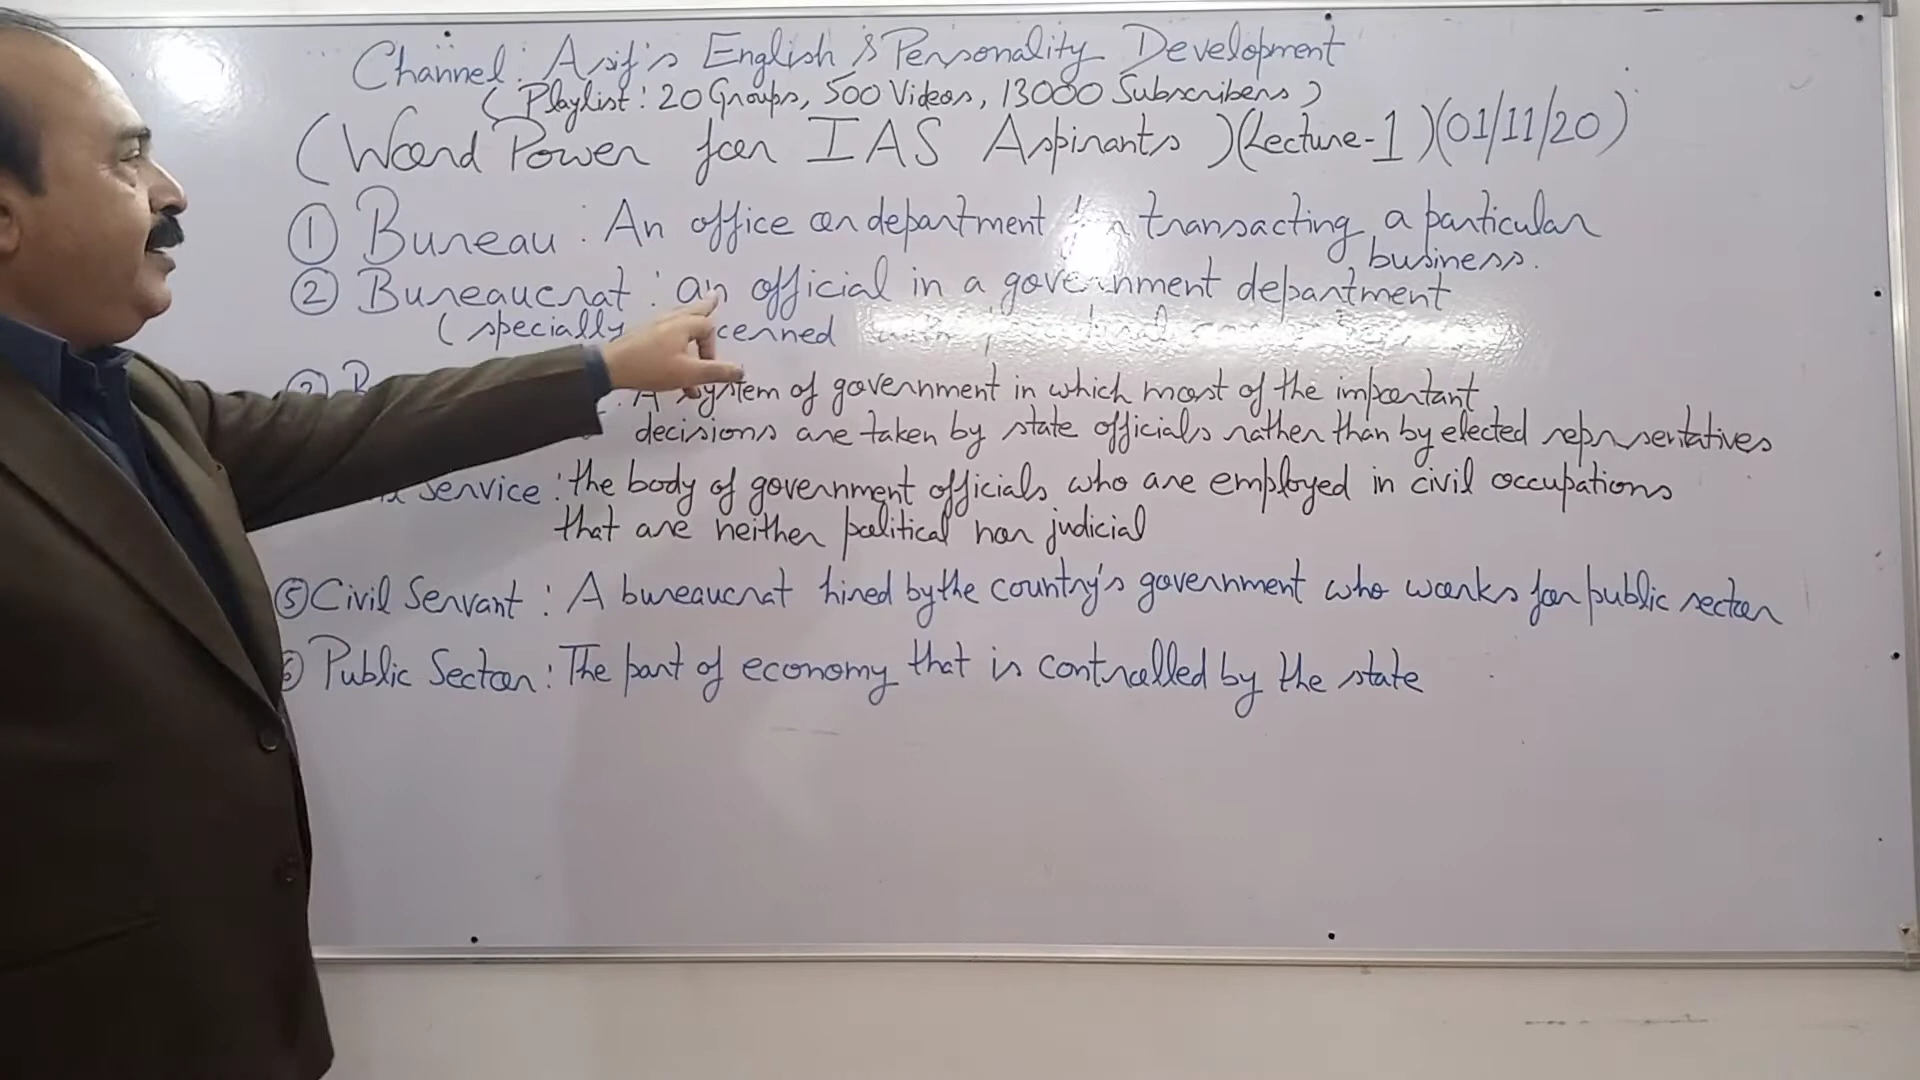 Channel: Asif's English & Personality Development
(Playlist: 20 Groups, 500 Videos, 13000 Subscribers)
(Word Power for IAS Aspirants) (Lecture-1) (01/11/20)
① Bureau: An office or department transacting a particular
business.
② Bureaucrat: an official in a government department
(specially
A system of government in which most of the important
decisions are taken by state officials rather than by elected reprsentatives
Service: the body of government officials who are employed in civil occupations
that are neither political nor judicial
⑤ Civil Servant: A bureaucrat hired by the country's government who works for public sector
⑥ Public Sector: The part of economy that is controlled by the state